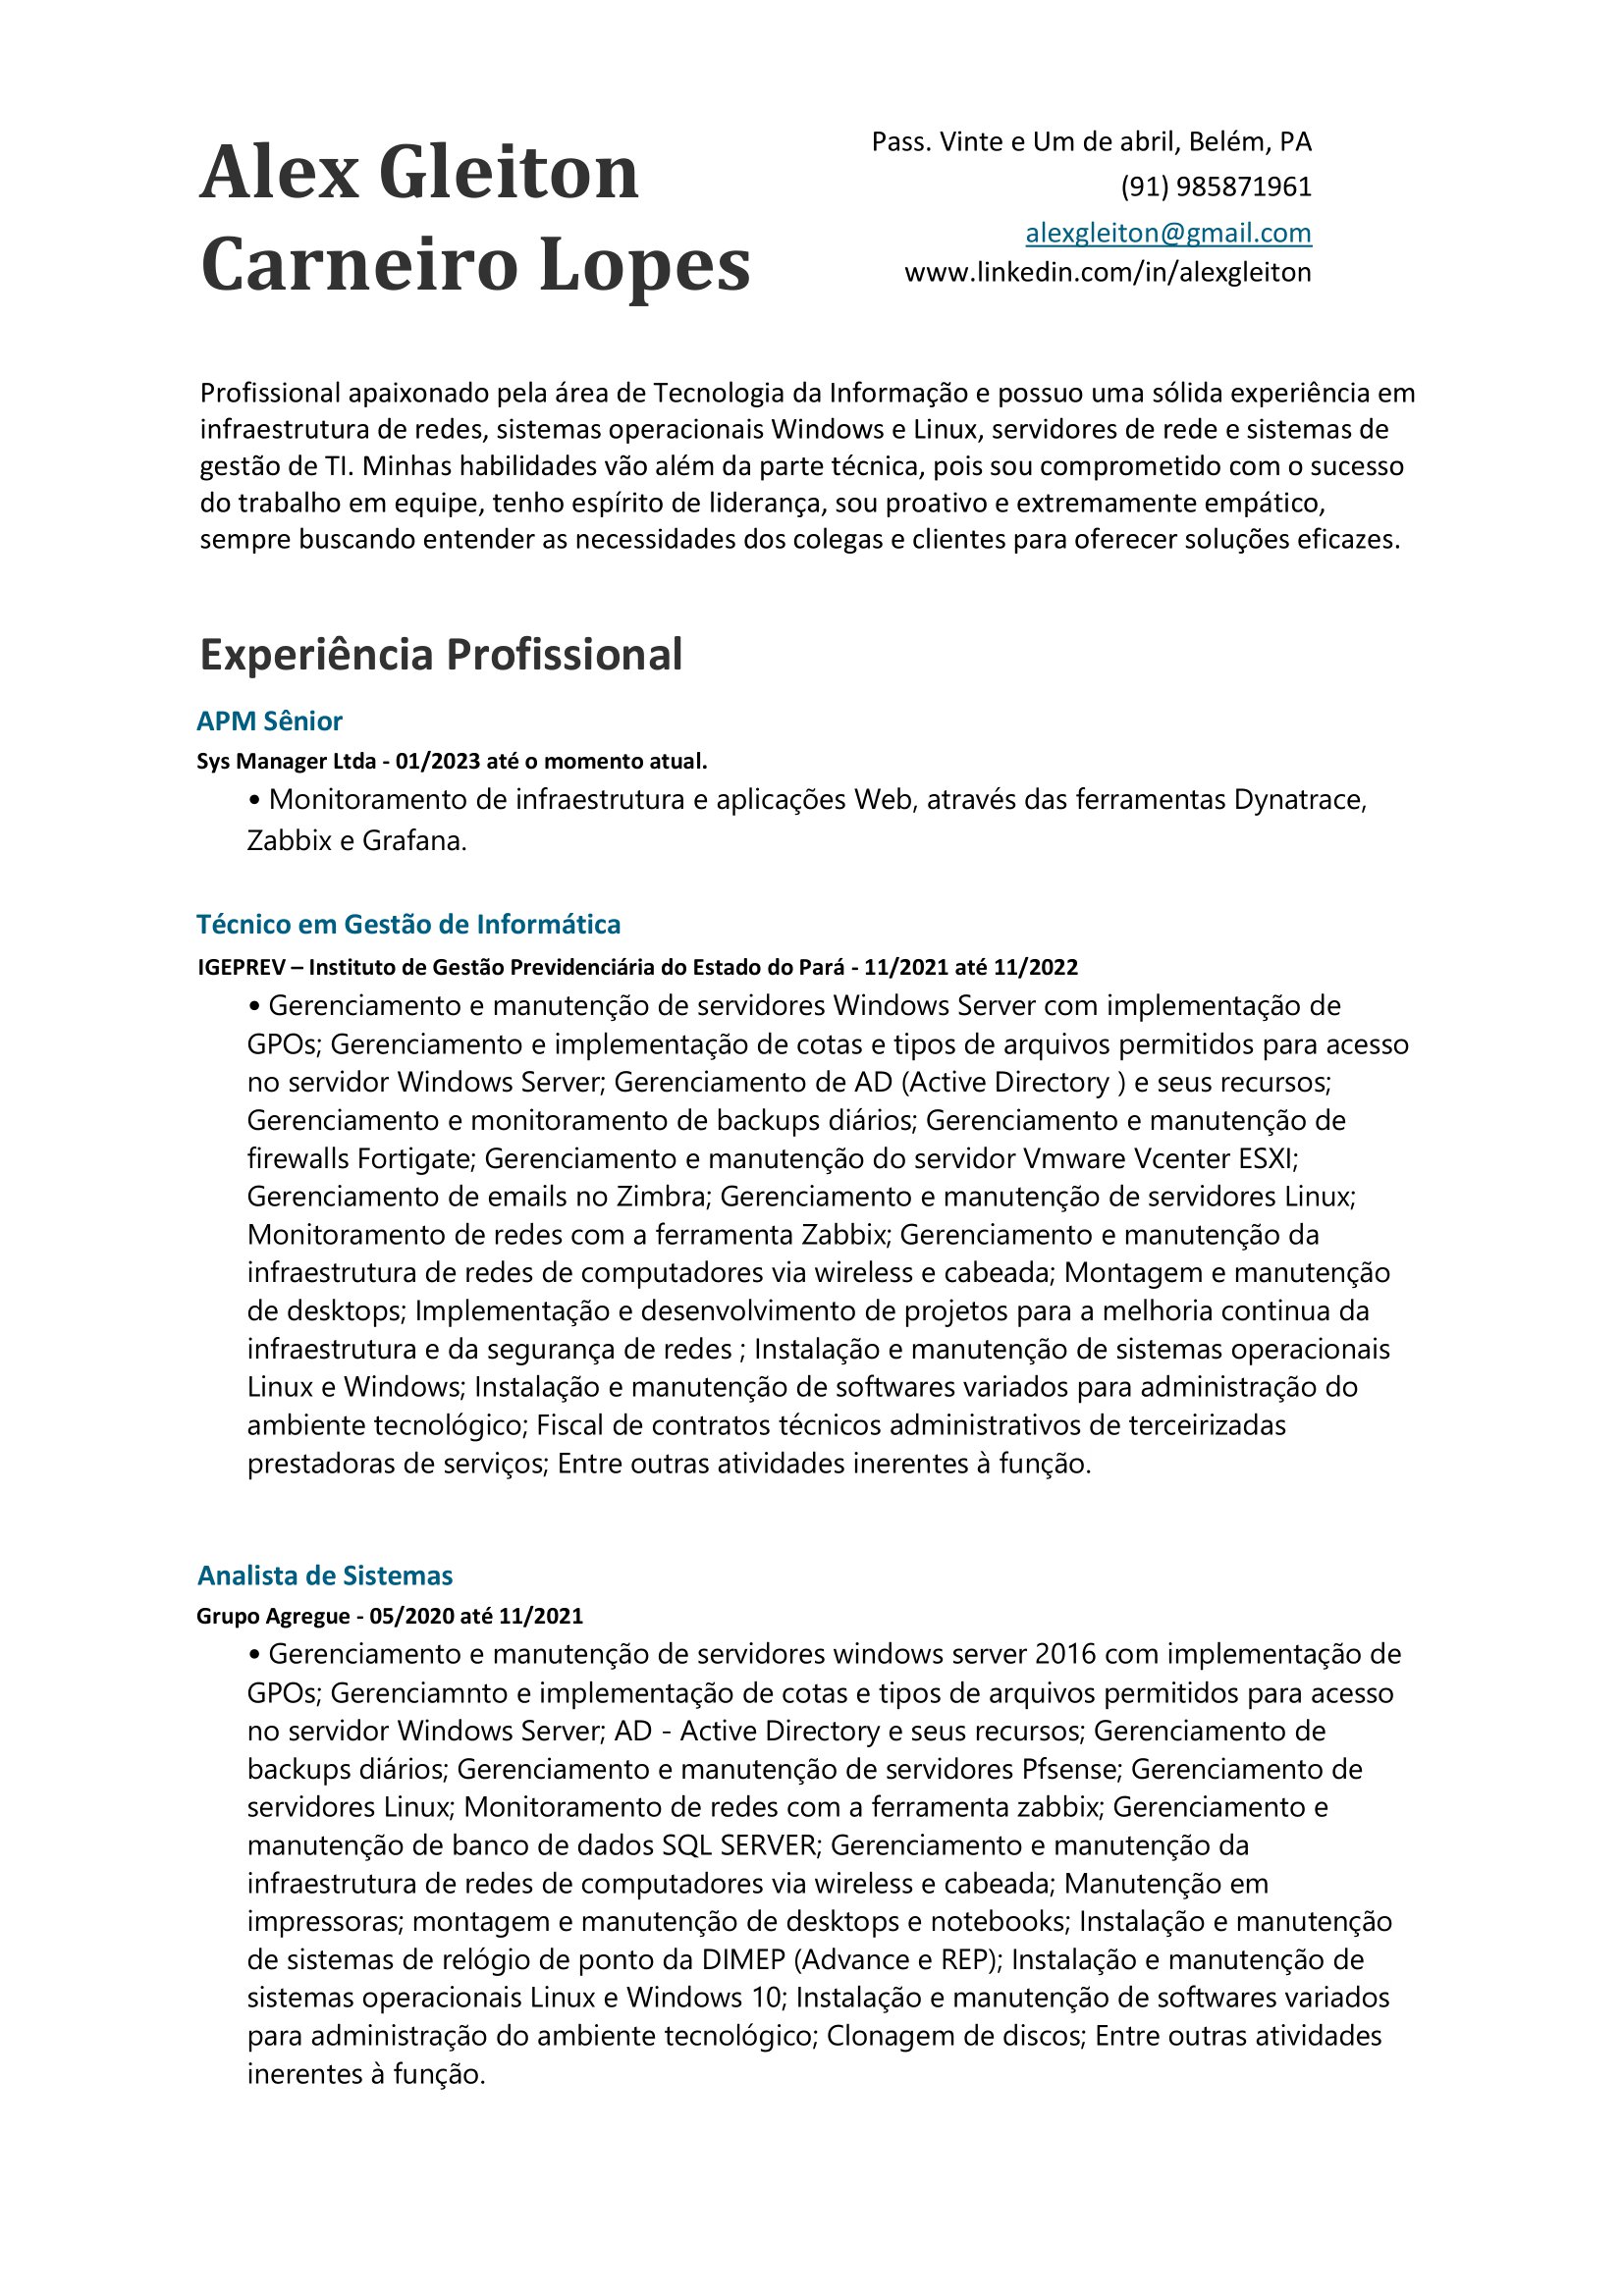 Alex Gleiton
Carneiro Lopes
Pass. Vinte e Um de abril, Belém, PA
(91) 985871961
alexgleiton@gmail.com
www.linkedin.com/in/alexgleiton
Profissional apaixonado pela área de Tecnologia da Informação e possuo uma sólida experiência em
infraestrutura de redes, sistemas operacionais Windows e Linux, servidores de rede e sistemas de
gestão de TI. Minhas habilidades vão além da parte técnica, pois sou comprometido com o sucesso
do trabalho em equipe, tenho espírito de liderança, sou proativo e extremamente empático,
sempre buscando entender as necessidades dos colegas e clientes para oferecer soluções eficazes.
Experiência Profissional
APM Sênior
Sys Manager Ltda - 01/2023 até o momento atual.
• Monitoramento de infraestrutura e aplicações Web, através das ferramentas Dynatrace,
Zabbix e Grafana.
Técnico em Gestão de Informática
IGEPREV – Instituto de Gestão Previdenciária do Estado do Pará - 11/2021 até 11/2022
• Gerenciamento e manutenção de servidores Windows Server com implementação de
GPOs; Gerenciamento e implementação de cotas e tipos de arquivos permitidos para acesso
no servidor Windows Server; Gerenciamento de AD (Active Directory ) e seus recursos;
Gerenciamento e monitoramento de backups diários; Gerenciamento e manutenção de
firewalls Fortigate; Gerenciamento e manutenção do servidor Vmware Vcenter ESXI;
Gerenciamento de emails no Zimbra; Gerenciamento e manutenção de servidores Linux;
Monitoramento de redes com a ferramenta Zabbix; Gerenciamento e manutenção da
infraestrutura de redes de computadores via wireless e cabeada; Montagem e manutenção
de desktops; Implementação e desenvolvimento de projetos para a melhoria continua da
infraestrutura e da segurança de redes ; Instalação e manutenção de sistemas operacionais
Linux e Windows; Instalação e manutenção de softwares variados para administração do
ambiente tecnológico; Fiscal de contratos técnicos administrativos de terceirizadas
prestadoras de serviços; Entre outras atividades inerentes à função.
Analista de Sistemas
Grupo Agregue - 05/2020 até 11/2021
• Gerenciamento e manutenção de servidores windows server 2016 com implementação de
GPOs; Gerenciamnto e implementação de cotas e tipos de arquivos permitidos para acesso
no servidor Windows Server; AD - Active Directory e seus recursos; Gerenciamento de
backups diários; Gerenciamento e manutenção de servidores Pfsense; Gerenciamento de
servidores Linux; Monitoramento de redes com a ferramenta zabbix; Gerenciamento e
manutenção de banco de dados SQL SERVER; Gerenciamento e manutenção da
infraestrutura de redes de computadores via wireless e cabeada; Manutenção em
impressoras; montagem e manutenção de desktops e notebooks; Instalação e manutenção
de sistemas de relógio de ponto da DIMEP (Advance e REP); Instalação e manutenção de
sistemas operacionais Linux e Windows 10; Instalação e manutenção de softwares variados
para administração do ambiente tecnológico; Clonagem de discos; Entre outras atividades
inerentes à função.